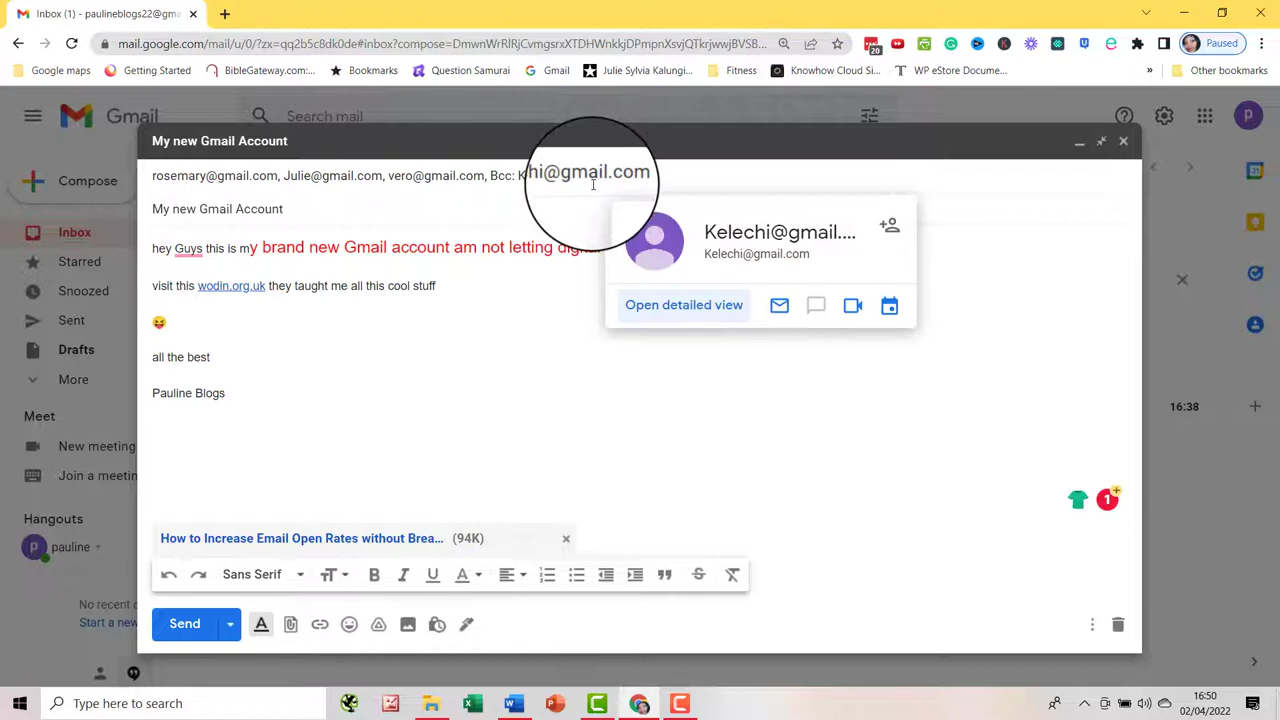 Inbox (1) - paulineblogs22@gmai
mail.google.com/mail/u/0/?zx=qq2b5rc8k60d#inbox?compose=
Paused
20
Google maps
Getting Started
BibleGateway.com:...
Bookmarks
Question Samurai
Gmail
Julie Sylvia Kalungi...
Fitness
Knowhow Cloud Si...
WP eStore Docume...
»
Other bookmarks
Gmail
Search mail
P
My new Gmail Account
Compose
rosemary@gmail.com, Julie@gmail.com, vero@gmail.com, Bcc: K
hi@gmail.com
My new Gmail Account
Kelechi@gmail....
Kelechi@gmail.com
Inbox
hey Guys this is my brand new Gmail account am not letting
Starred
visit this wodin.org.uk they taught me all this cool stuff
Open detailed view
Snoozed
Sent
Drafts
all the best
More
Pauline Blogs
16:38
Meet
New meeting
Join a meeti
1
Hangouts
P pauline
How to Increase Email Open Rates without Brea... (94K)
Sans Serif
No recent
Start a new
Send
Type here to search
16:50
02/04/2022